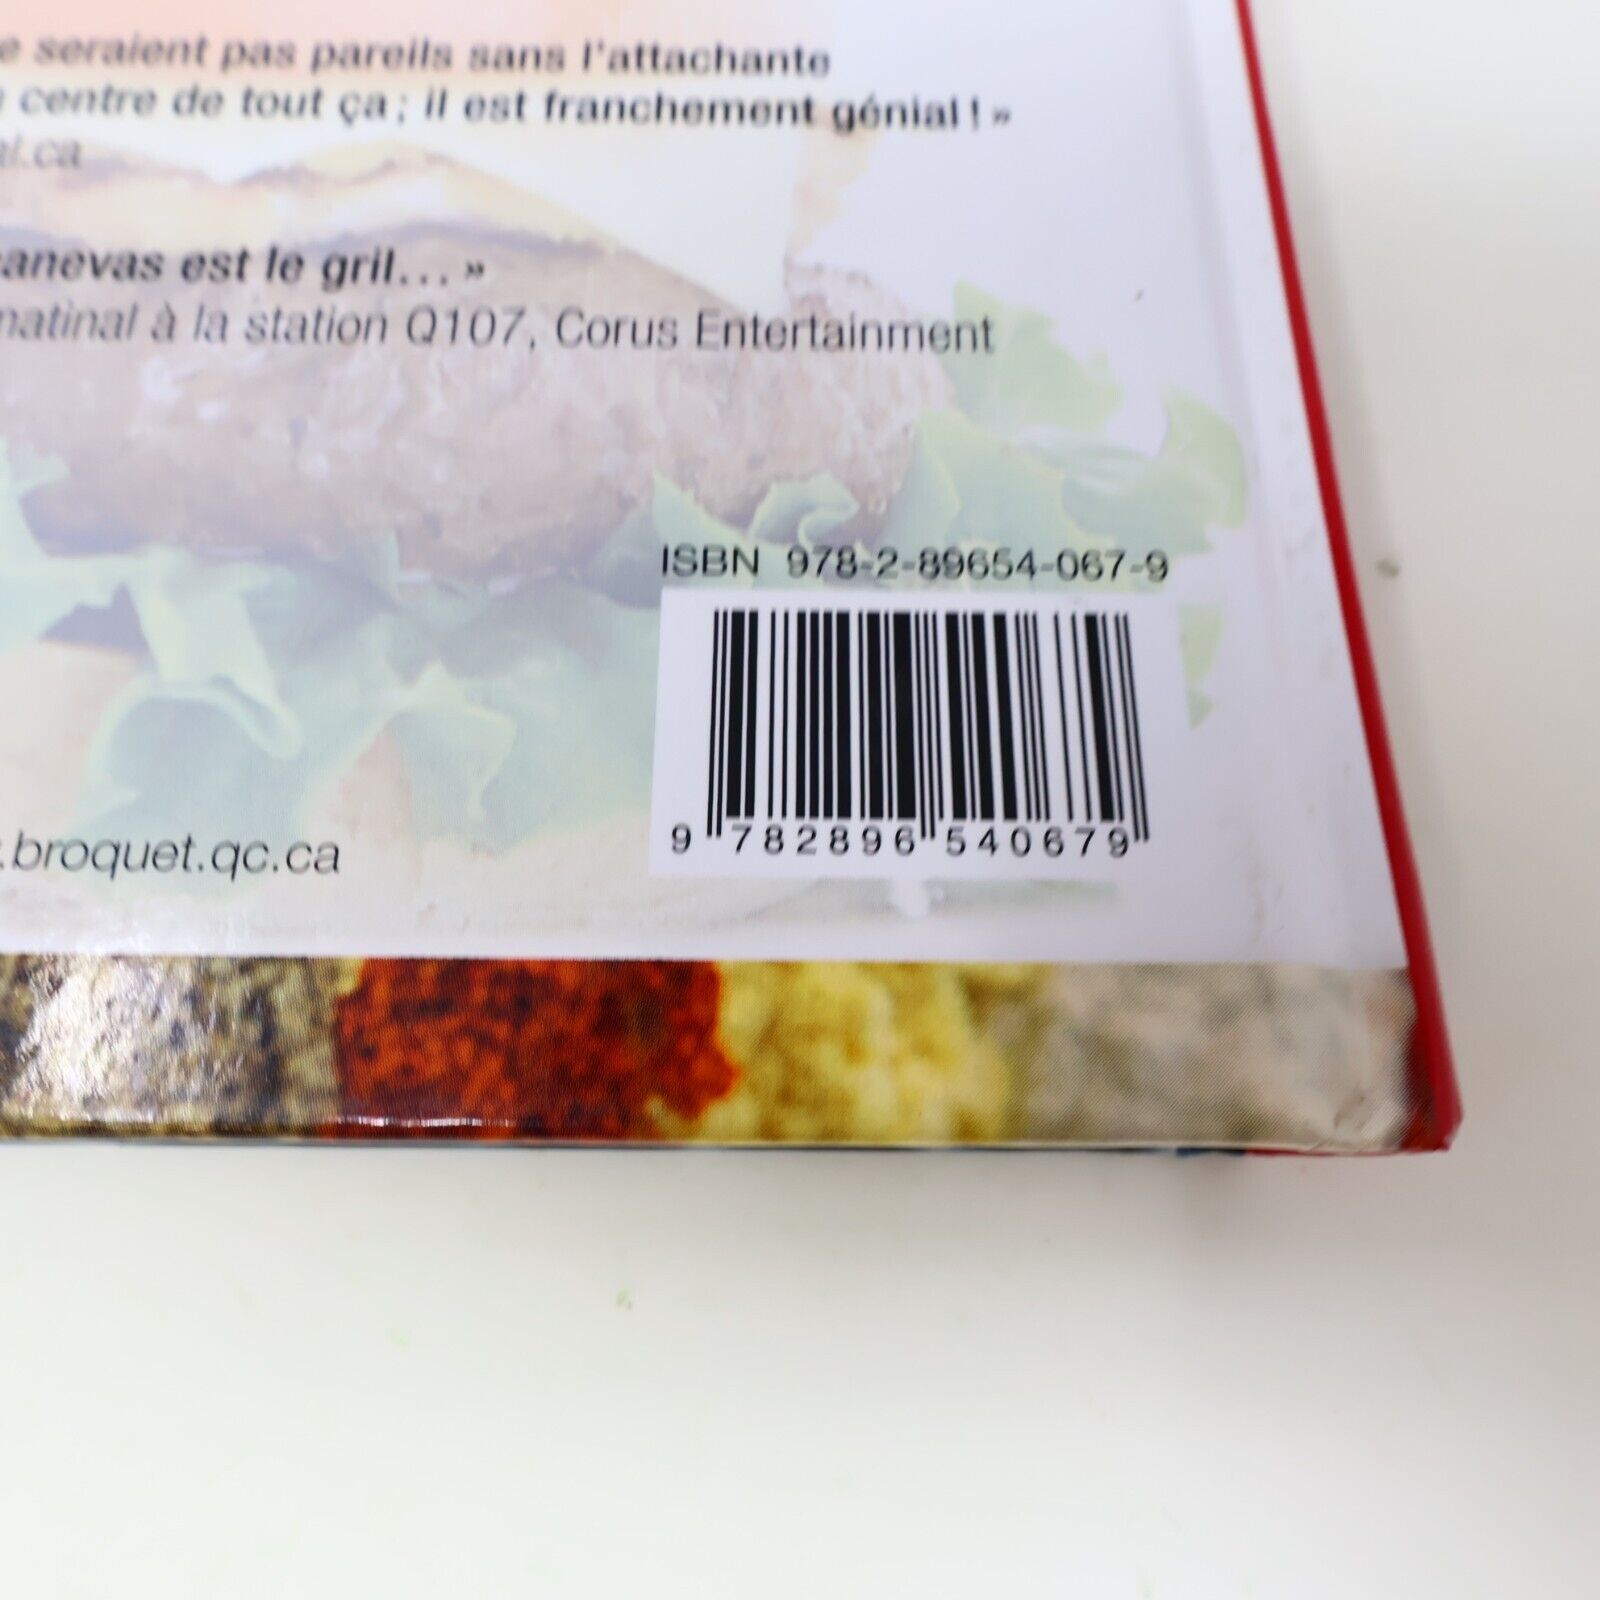 e seraient pas pareils sans l'attachante
centre de tout ça ; il est franchement génial ! »
al.ca
anevas est le gril... »
matinal à la station Q107, Corus Entertainment
ISBN 978-2-89654-067-9
9 782896 540679
.broquet.qc.ca